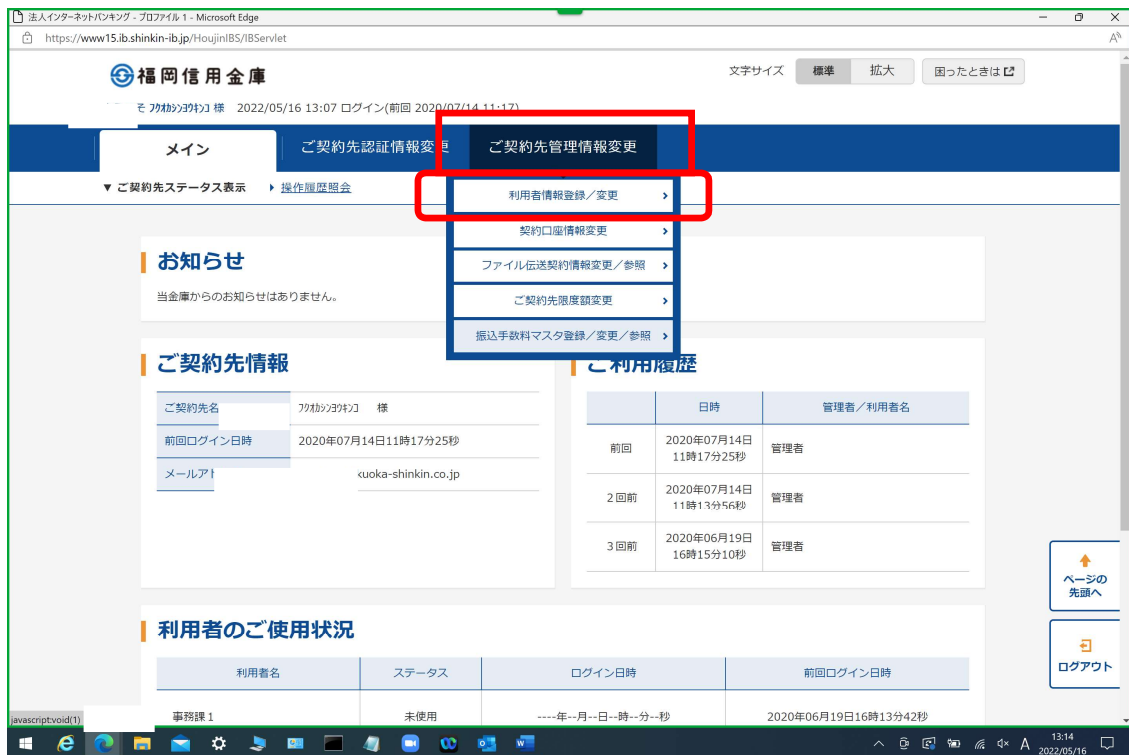 法人インターネットバンキング - プロファイル 1 - Microsoft Edge
https://www15.ib.shinkin-ib.jp/HoujinIBS/IBServlet
福岡信用金庫
文字サイズ 標準 拡大 困ったときは
そ ﾌｸｵｶｼﾝﾖｳｷﾝｺ 様 2022/05/16 13:07 ログイン(前回 2020/07/14 11:17)
メイン ご契約先認証情報変更 ご契約先管理情報変更
▼ ご契約先ステータス表示 操作履歴照会
利用者情報登録／変更
契約口座情報変更
ファイル伝送契約情報変更／参照
ご契約先限度額変更
振込手数料マスタ登録／変更／参照
お知らせ
当金庫からのお知らせはありません。
ご契約先情報
ご契約先名 ﾌｸｵｶｼﾝﾖｳｷﾝｺ 様
前回ログイン日時 2020年07月14日11時17分25秒
メールアド uoka-shinkin.co.jp
ご利用履歴
日時 管理者／利用者名
前回 2020年07月14日 11時17分25秒 管理者
2回前 2020年07月14日 11時13分56秒 管理者
3回前 2020年06月19日 16時15分10秒 管理者
ページの
先頭へ
利用者のご使用状況
利用者名 ステータス ログイン日時 前回ログイン日時
ログアウト
事務課１ 未使用 ----年--月--日--時--分--秒 2020年06月19日16時13分42秒
javascript:void(1)
A 13:14
2022/05/16